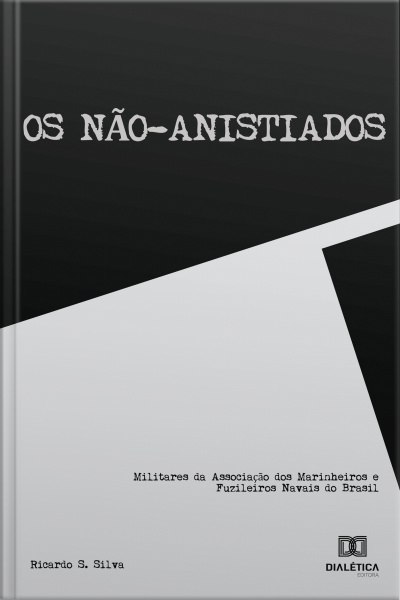 OS NÃO-ANISTIADOS
Militares da Associação dos Marinheiros e
Fuzileiros Navais do Brasil
Ricardo S. Silva
DIALÉTICA
EDITORA